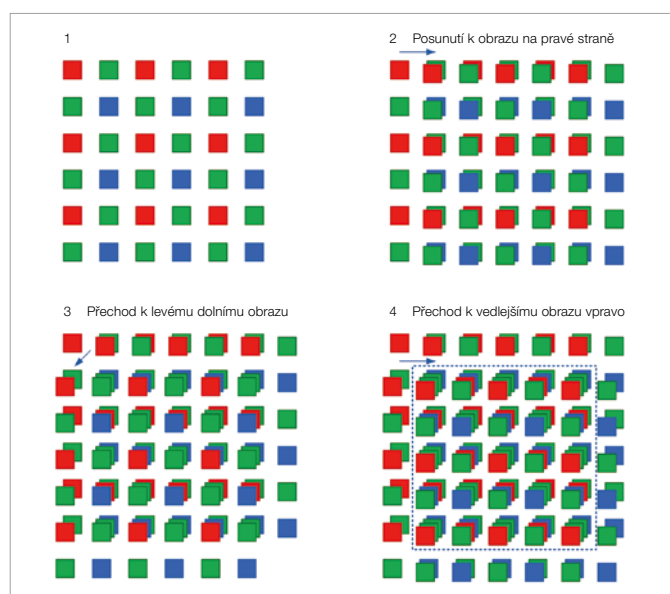 1
2 Posunutí k obrazu na pravé straně
3 Přechod k levému dolnímu obrazu
4 Přechod k vedlejšímu obrazu vpravo